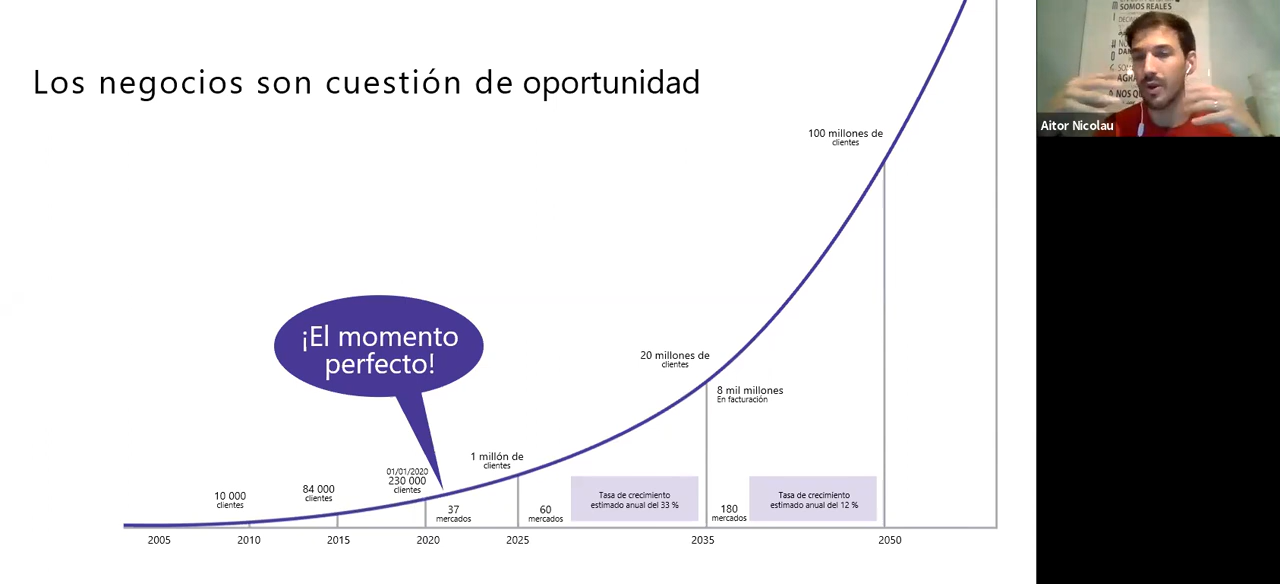 Los negocios son cuestión de oportunidad
SOMOS REALES
Aitor Nicolau
100 millones de
clientes
¡El momento
perfecto!
20 millones de
clientes
8 mil millones
En facturación
1 millón de
clientes
01/01/2020
230 000
clientes
84 000
clientes
10 000
clientes
37
mercados
60
mercados
Tasa de crecimiento
estimado anual del 33 %
180
mercados
Tasa de crecimiento
estimado anual del 12 %
2005
2010
2015
2020
2025
2035
2050